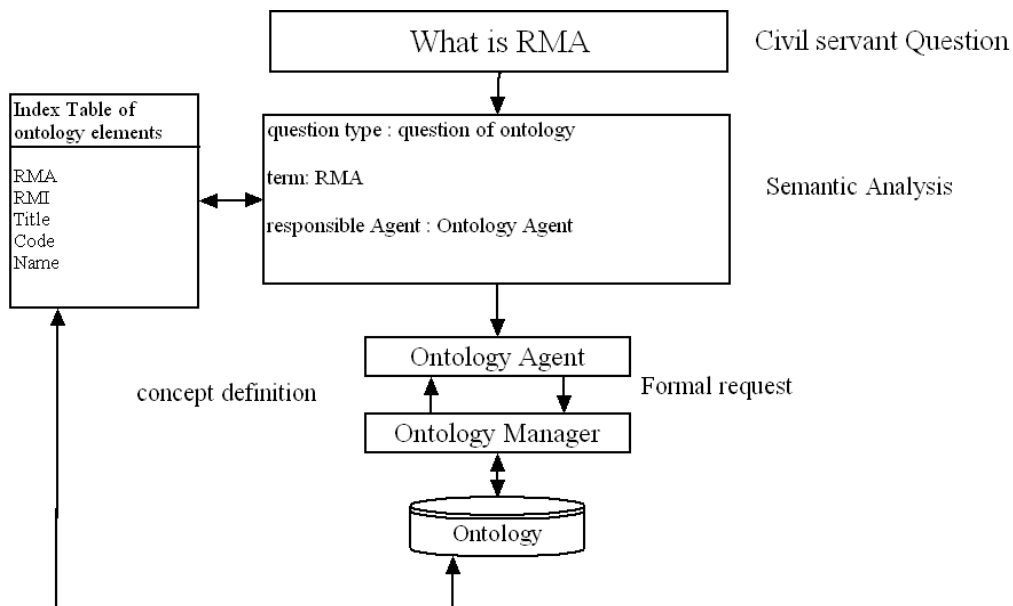 What is RMA
Civil servant Question
Index Table of
ontology elements
RMA
RMI
Title
Code
Name
question type : question of ontology
term: RMA
responsible Agent : Ontology Agent
Semantic Analysis
Ontology Agent
concept definition
Formal request
Ontology Manager
Ontology